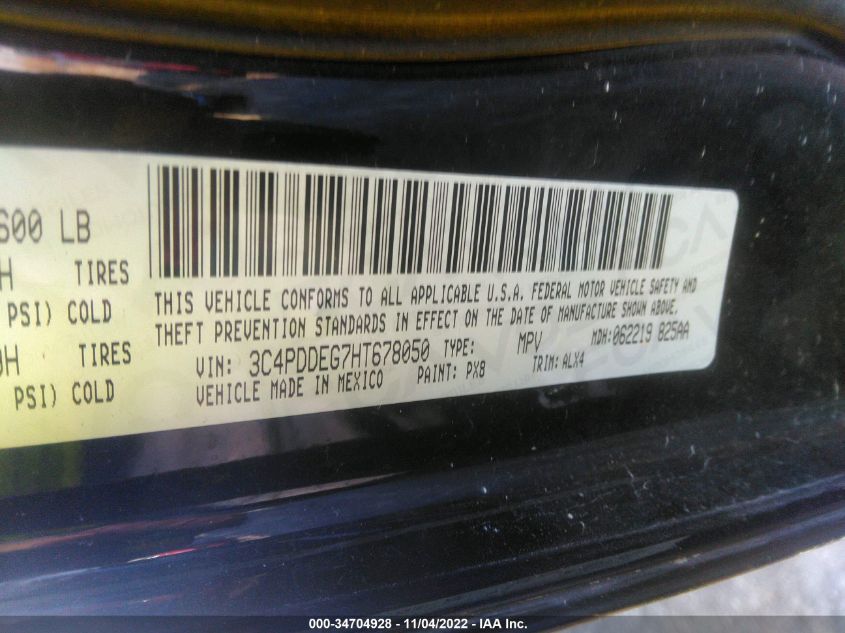 600 LB
H TIRES
PSI) COLD
0H TIRES
PSI) COLD
THIS VEHICLE CONFORMS TO ALL APPLICABLE U.S.A. FEDERAL MOTOR VEHICLE SAFETY AND
THEFT PREVENTION STANDARDS IN EFFECT ON THE DATE OF MANUFACTURE SHOWN ABOVE.
VIN: 3C4PDDEG7HT678050 TYPE: MPV MDH:062219 825AA
VEHICLE MADE IN MEXICO PAINT: PX8 TRIM: ALX4
000-34704928 - 11/04/2022 - IAA Inc.